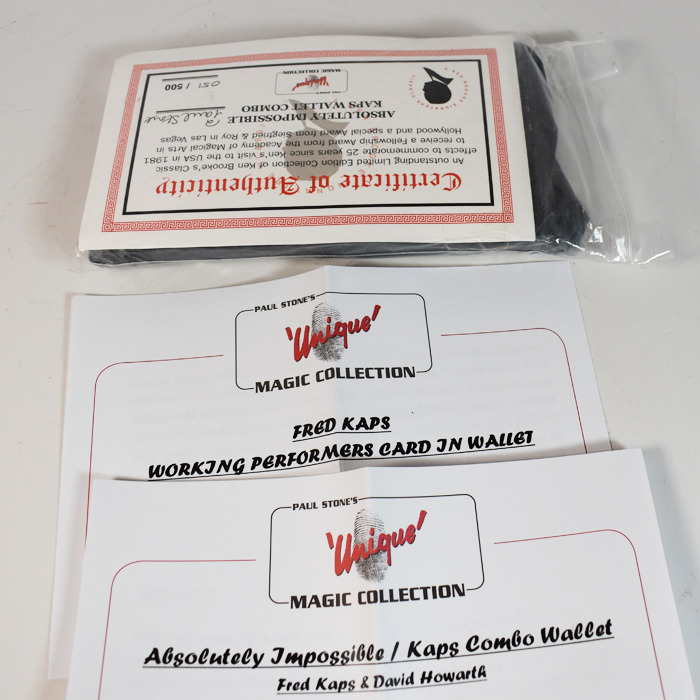 Certificate of Authenticity
An outstanding Limited Edition Collection of Ken Brooke's Classic
effects to commemorate 25 years since Ken's visit to the USA in 1981
to receive a Fellowship Award from the Academy of Magical Arts in
Hollywood and a special Award from Siegfried & Roy in Las Vegas
ABSOLUTELY IMPOSSIBLE
KAPS WALLET COMBO
Paul Stone
'Unique'
MAGIC COLLECTION
051 / 500
PAUL STONE'S
'Unique'
MAGIC COLLECTION
FRED KAPS
WORKING PERFORMERS CARD IN WALLET
PAUL STONE'S
'Unique'
MAGIC COLLECTION
Absolutely Impossible / Kaps Combo Wallet
Fred Kaps & David Howarth